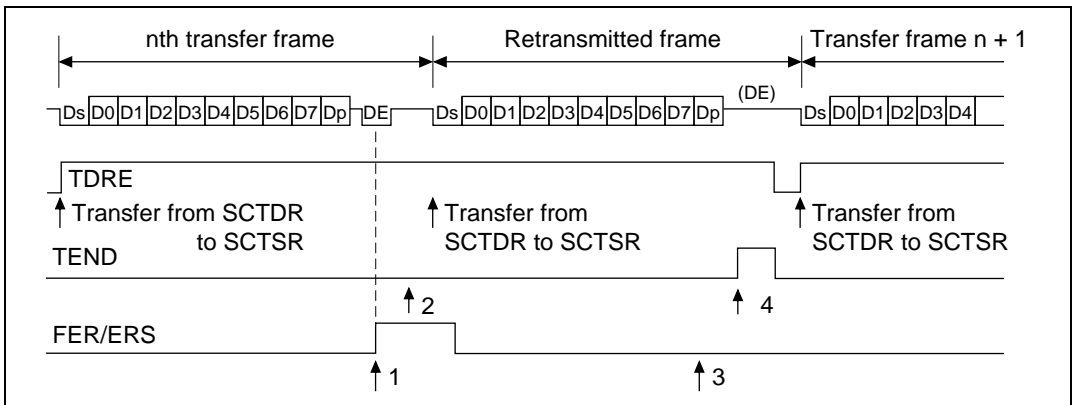 nth transfer frame
Retransmitted frame
Transfer frame n + 1
Ds D0 D1 D2 D3 D4 D5 D6 D7 Dp DE
Ds D0 D1 D2 D3 D4 D5 D6 D7 Dp
(DE)
Ds D0 D1 D2 D3 D4
TDRE
Transfer from SCTDR
to SCTSR
Transfer from
SCTDR to SCTSR
Transfer from
SCTDR to SCTSR
TEND
2
4
FER/ERS
1
3